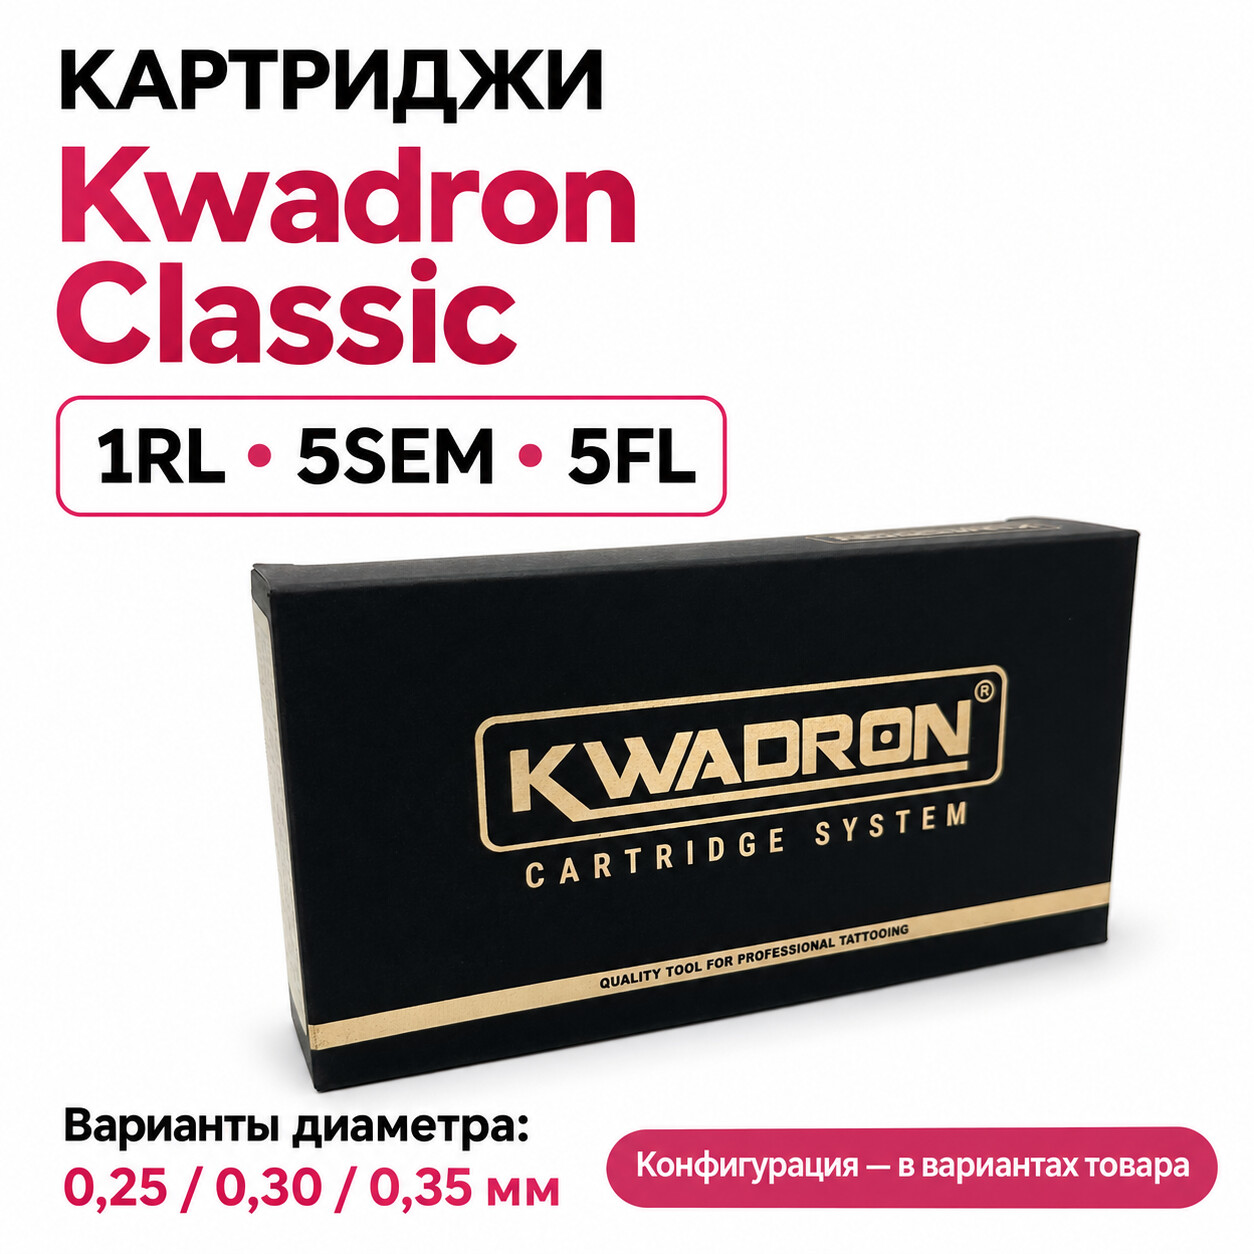 КАРТРИДЖИ
Kwadron
Classic
1RL • 5SEM • 5FL
KWADRON®
CARTRIDGE SYSTEM
QUALITY TOOL FOR PROFESSIONAL TATTOOING
Варианты диаметра:
0,25 / 0,30 / 0,35 мм
Конфигурация — в вариантах товара